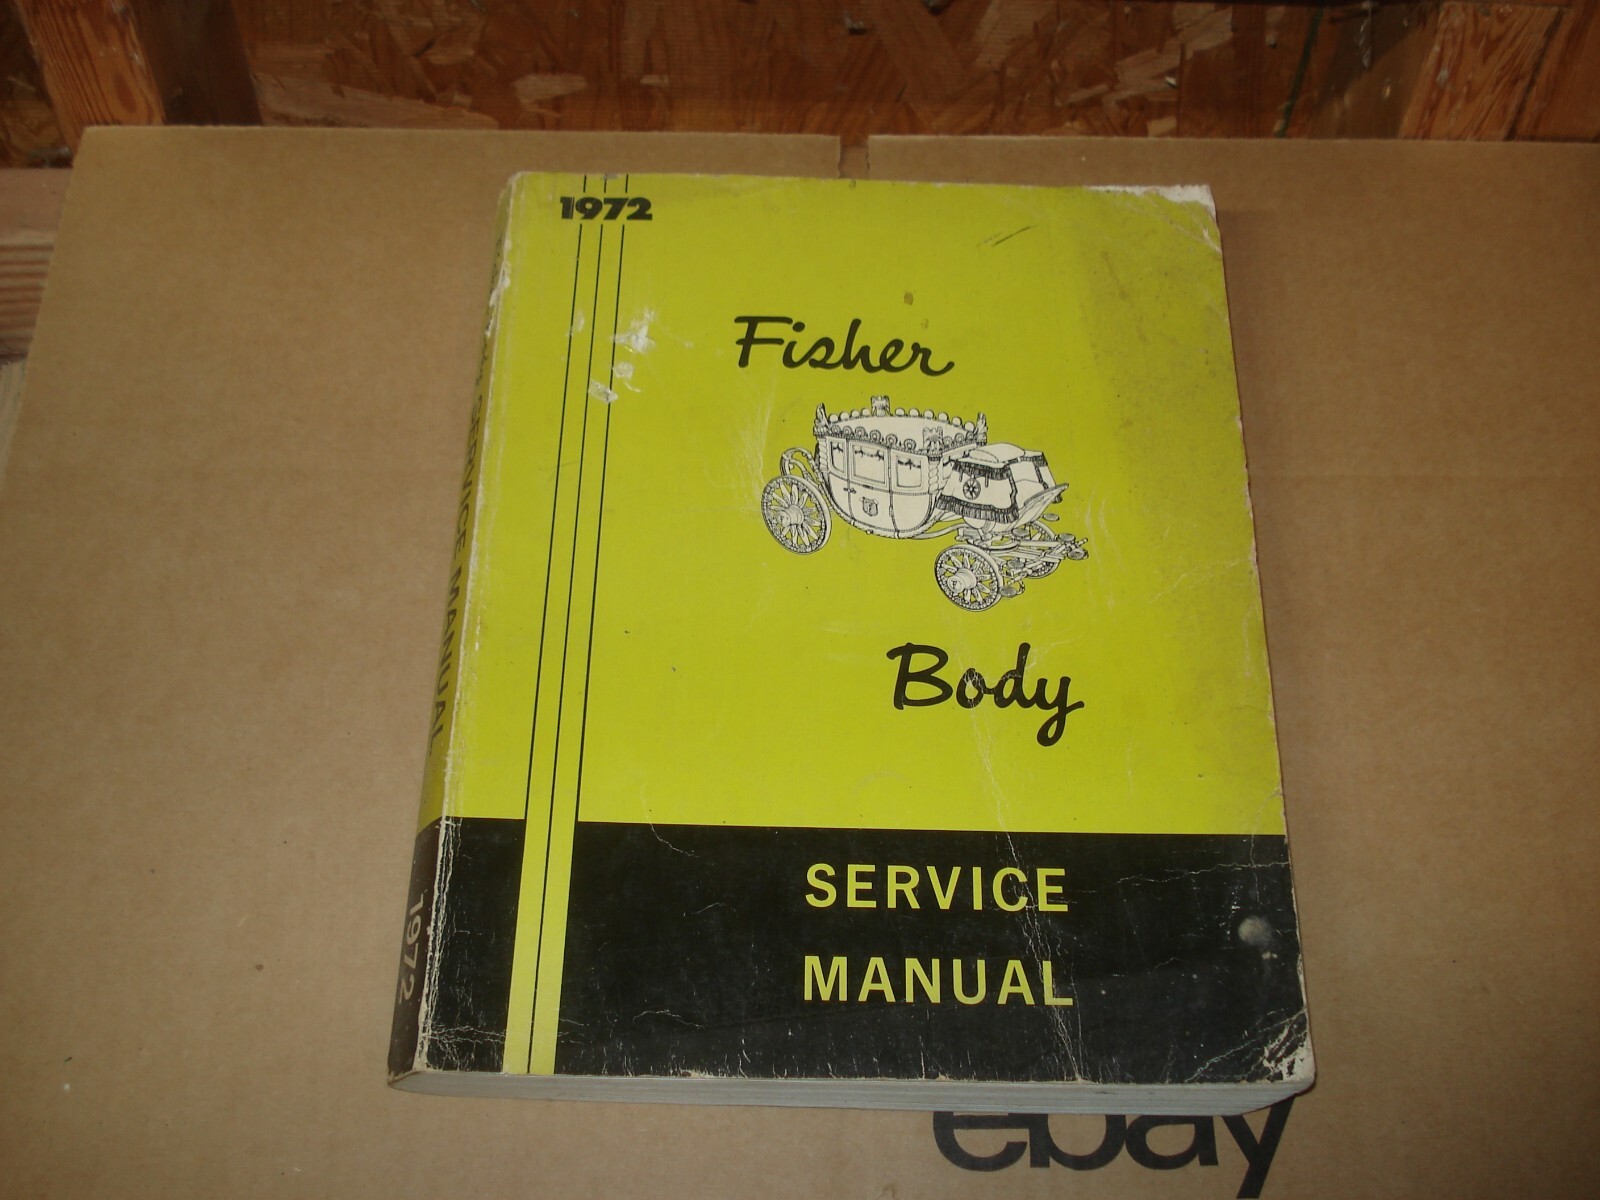 1972
Fisher
Body
SERVICE
MANUAL
SERVICE MANUAL
1972
ebay